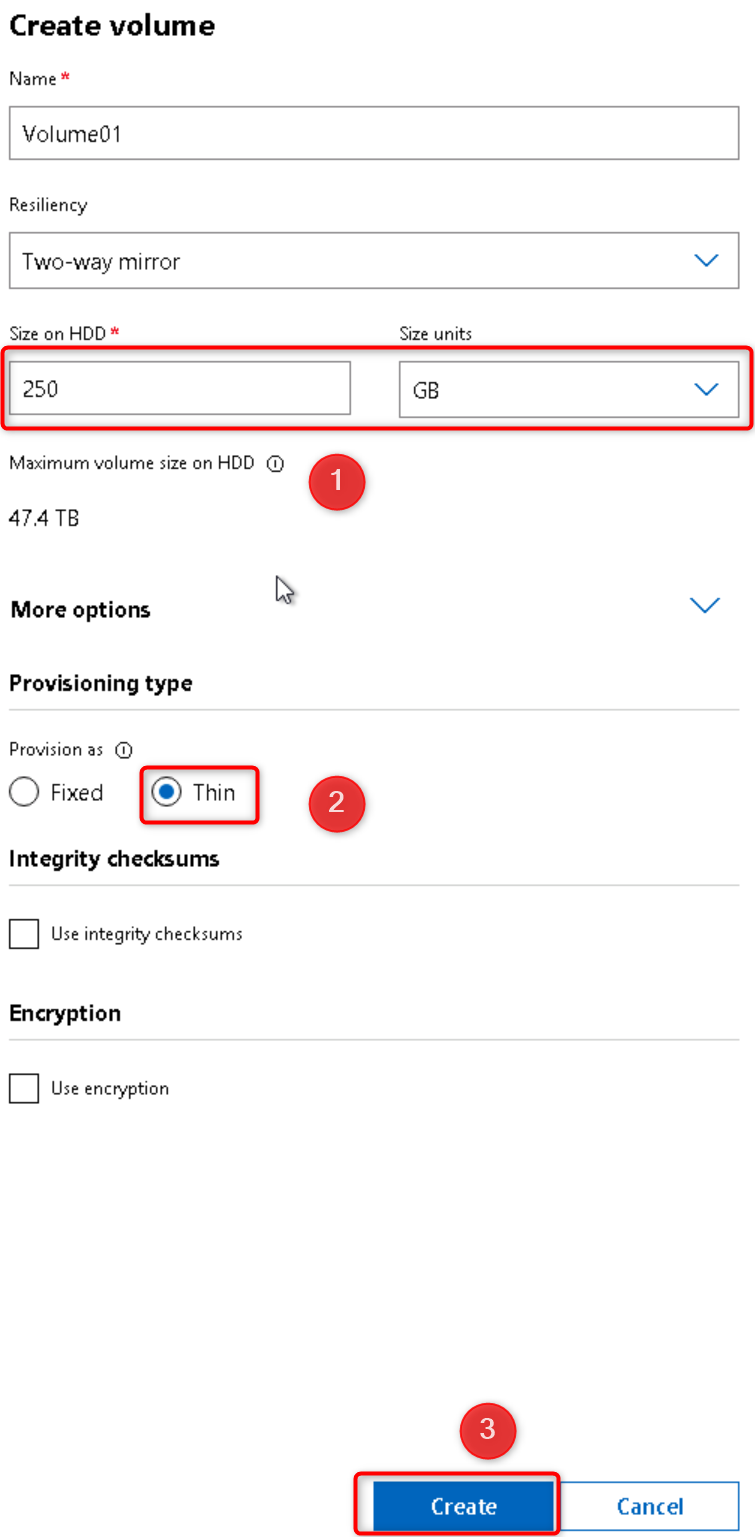 Create volume
Name *
Volume01
Resiliency
Two-way mirror
Size on HDD * Size units
250 GB
Maximum volume size on HDD
1
47.4 TB
More options
Provisioning type
Provision as
Fixed Thin
2
Integrity checksums
Use integrity checksums
Encryption
Use encryption
3
Create Cancel